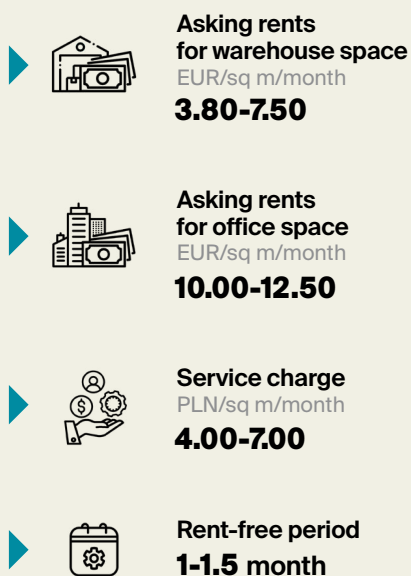 Asking rents
for warehouse space
EUR/sq m/month
3.80-7.50
Asking rents
for office space
EUR/sq m/month
10.00-12.50
Service charge
PLN/sq m/month
4.00-7.00
Rent-free period
1-1.5 month